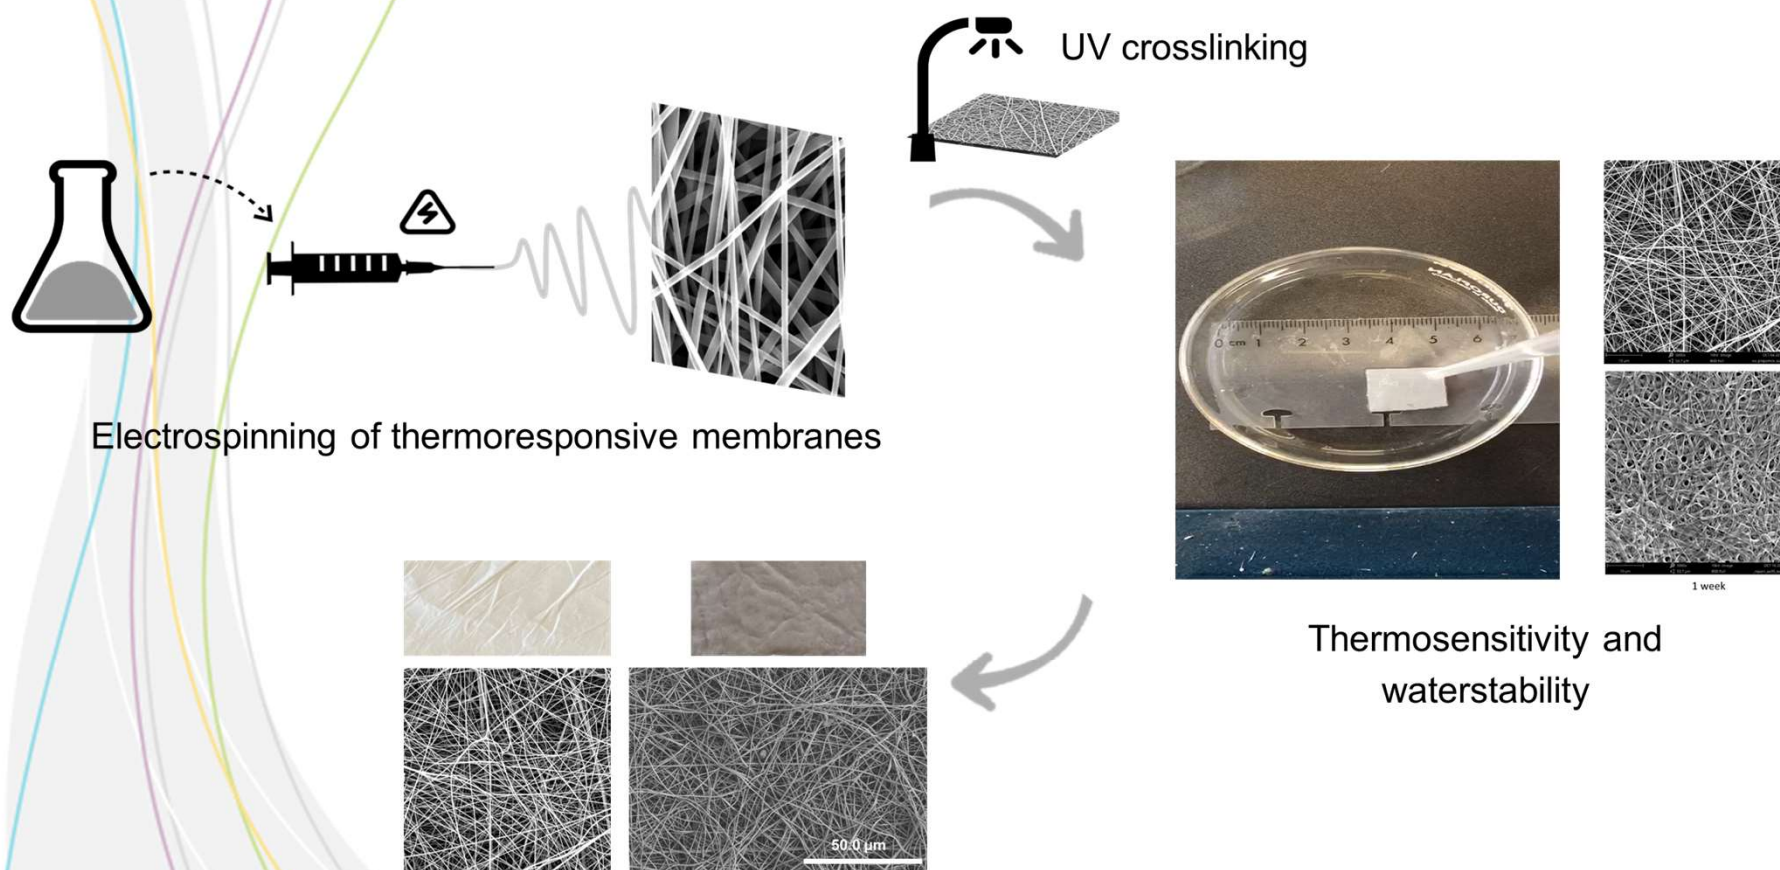 UV crosslinking
Electrospinning of thermoresponsive membranes
0 cm 1 2 3 4 5 6
1 week
Thermosensitivity and
waterstability
50.0 µm